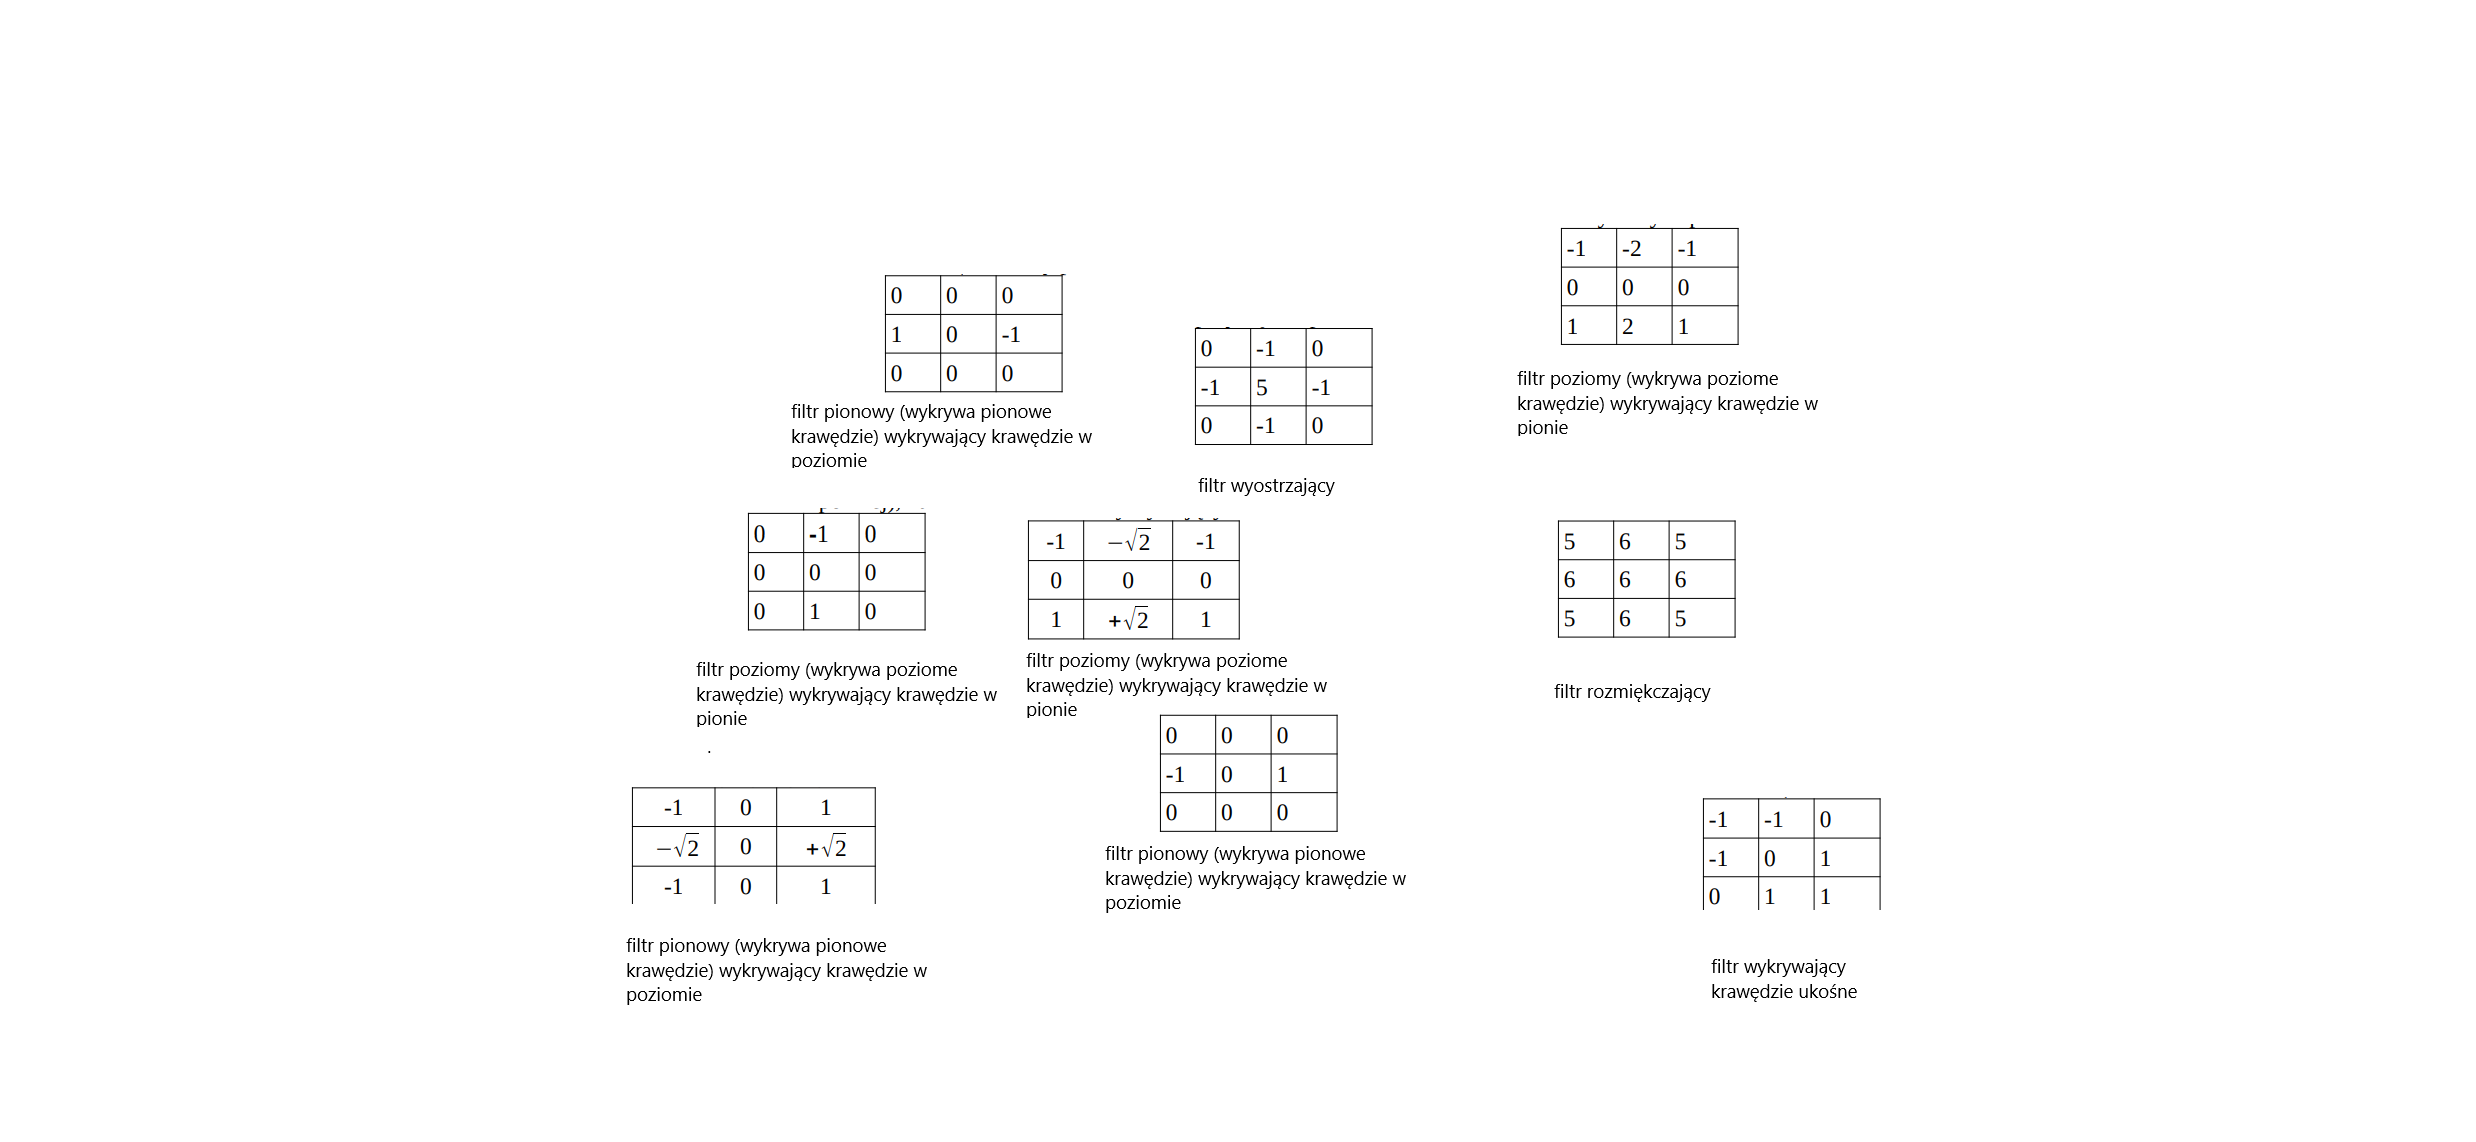 -1 -2 -1
0 0 0
1 2 1
filtr poziomy (wykrywa poziome
krawędzie) wykrywający krawędzie w
pionie
0 0 0
1 0 -1
0 0 0
filtr pionowy (wykrywa pionowe
krawędzie) wykrywający krawędzie w
poziomie
0 -1 0
-1 5 -1
0 -1 0
filtr wyostrzający
0 -1 0
0 0 0
0 1 0
filtr poziomy (wykrywa poziome
krawędzie) wykrywający krawędzie w
pionie
.
-1 −√2 -1
0 0 0
1 +√2 1
filtr poziomy (wykrywa poziome
krawędzie) wykrywający krawędzie w
pionie
5 6 5
6 6 6
5 6 5
filtr rozmiękczający
0 0 0
-1 0 1
0 0 0
filtr pionowy (wykrywa pionowe
krawędzie) wykrywający krawędzie w
poziomie
-1 0 1
−√2 0 +√2
-1 0 1
filtr pionowy (wykrywa pionowe
krawędzie) wykrywający krawędzie w
poziomie
-1 -1 0
-1 0 1
0 1 1
filtr wykrywający
krawędzie ukośne